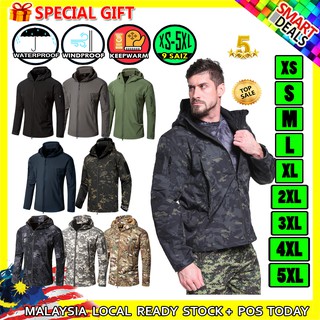 SPECIAL GIFT
SMART
DEALS
WATERPROOF
WINDPROOF
KEEPWARM
XS-5XL
9 SAIZ
5
TOP
SALE
XS
S
M
L
XL
2XL
3XL
4XL
5XL
MALAYSIA LOCAL READY STOCK + POS TODAY